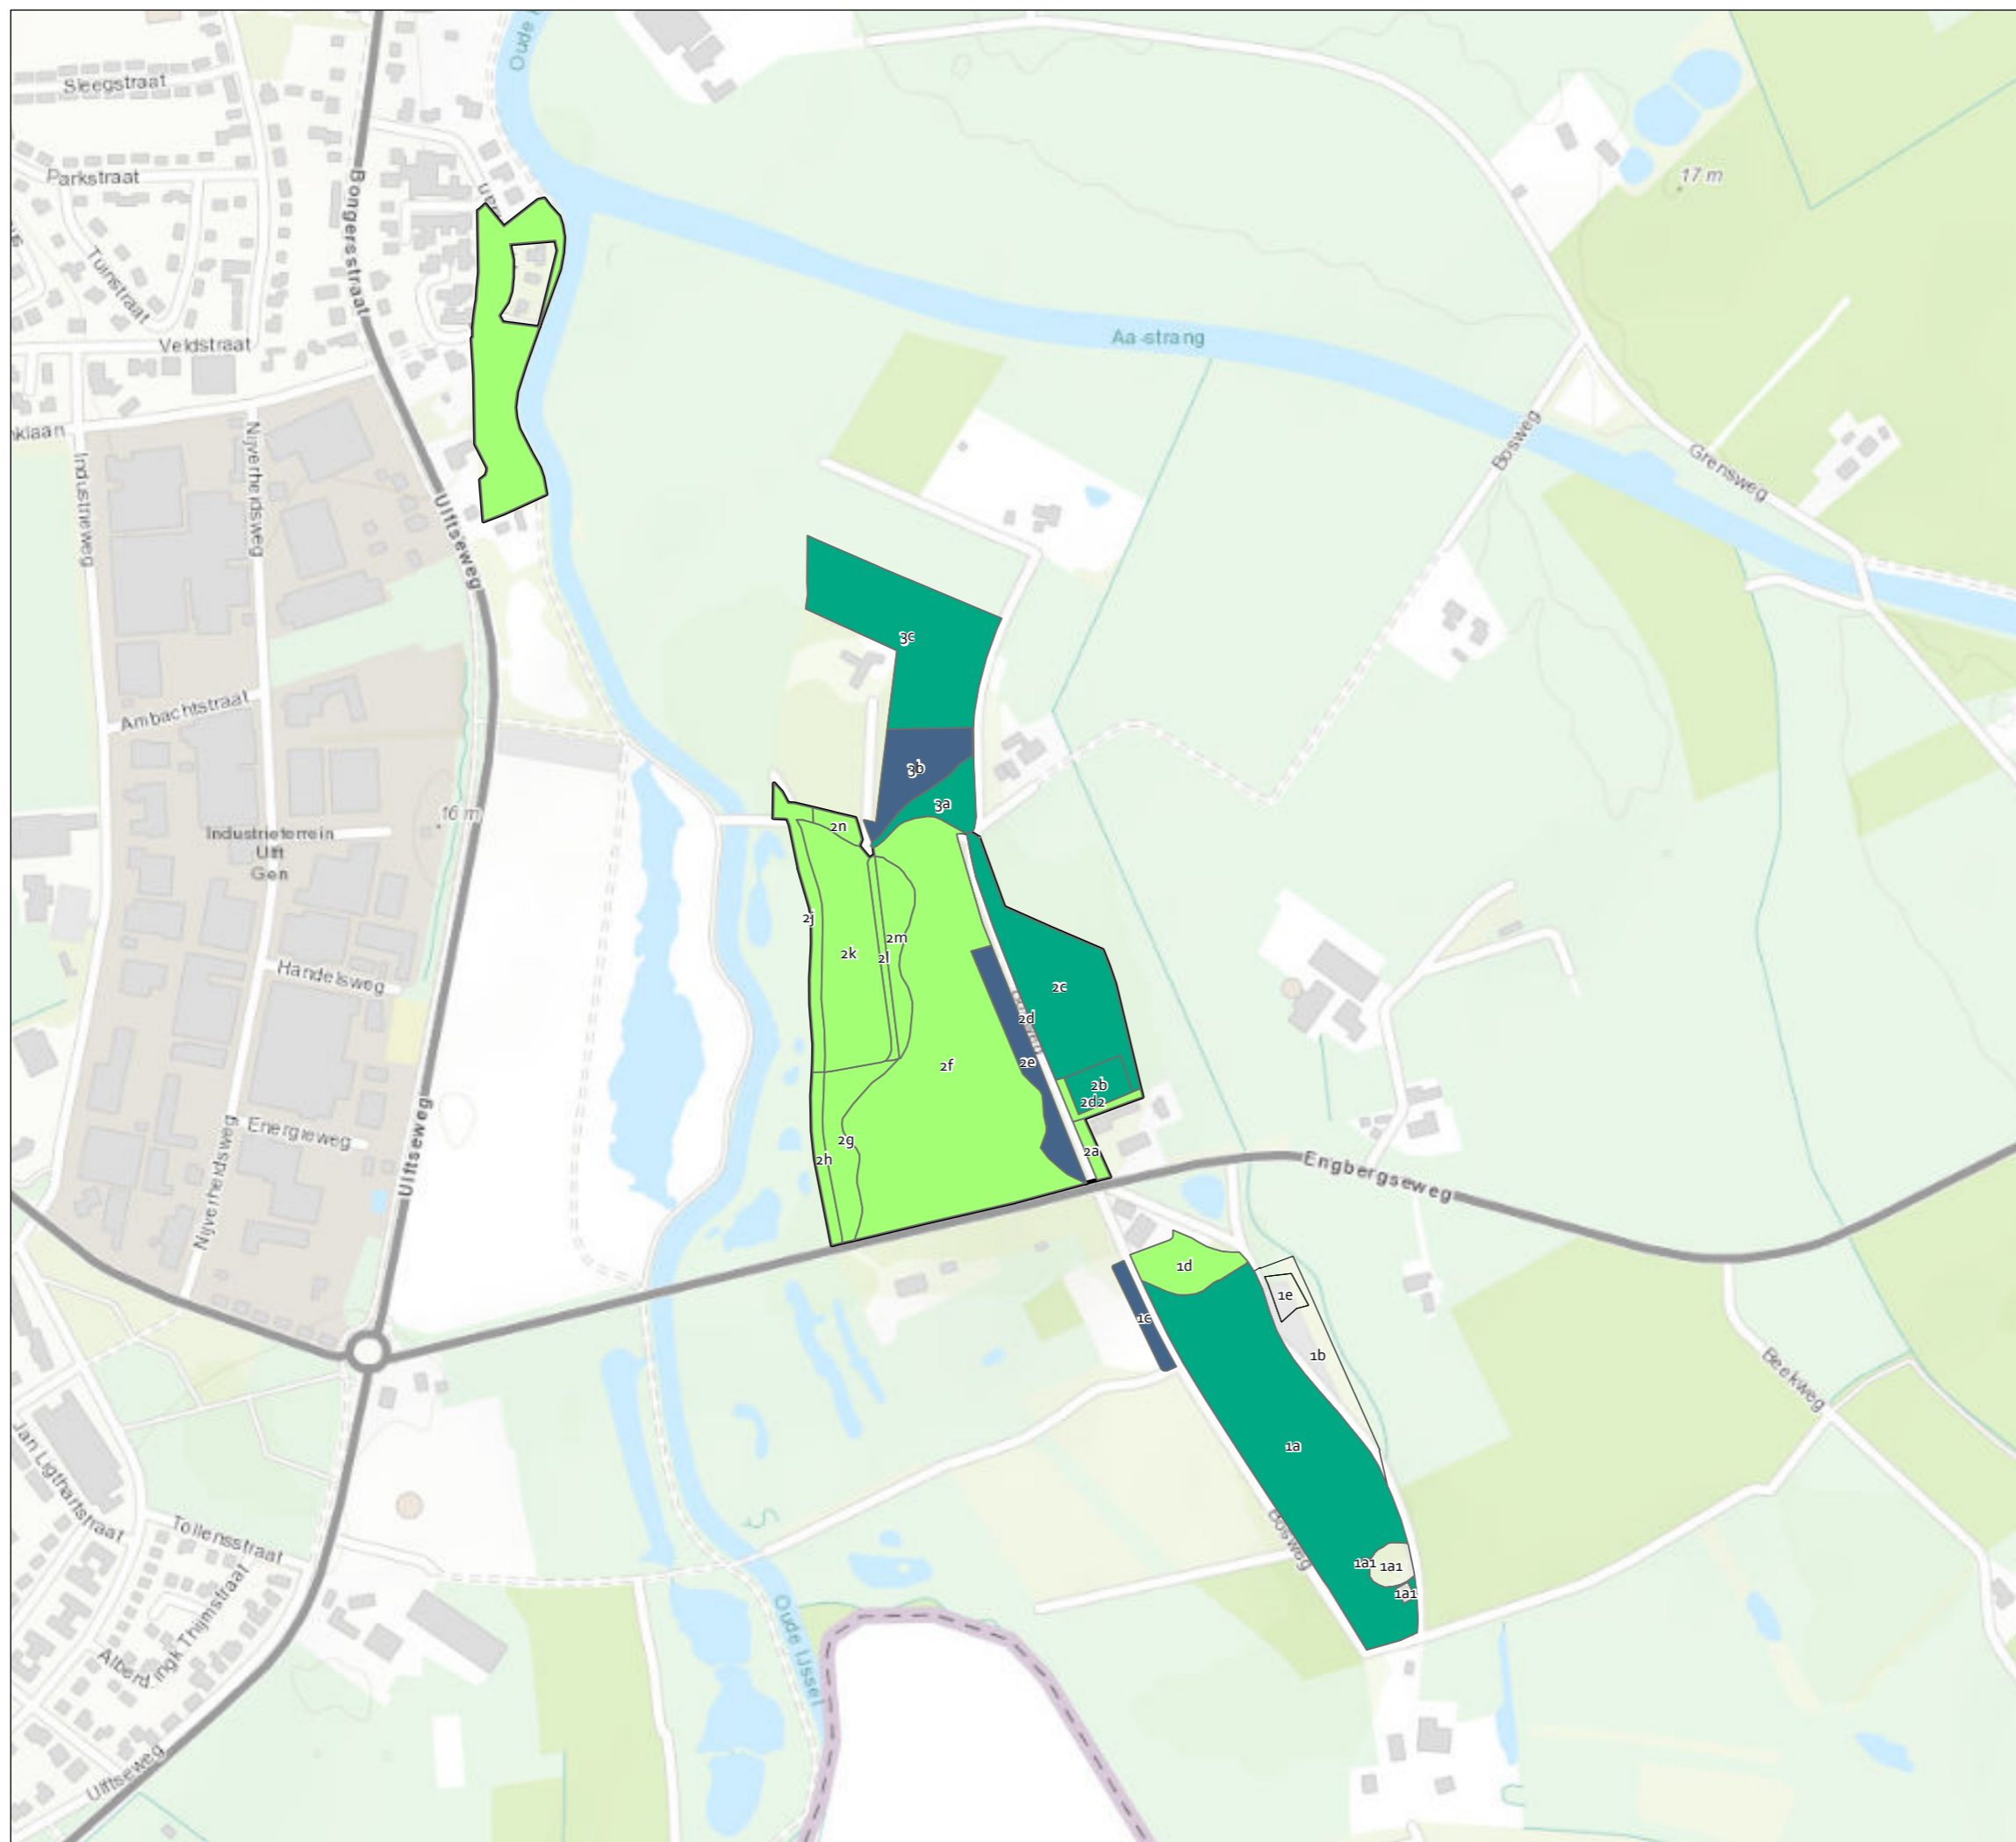 Oude
Sleegstraat
17 m
Parkstraat
Bongersstraat
Tuinstraat
Veldstraat
Aa-strang
klaan
Nijverheidsweg
Industrieweg
Ulftseweg
Bosweg
Grensweg
3c
Ambachtstraat
3b
3a
16 m
Industrieterrein
Ulft
Gen
2n
2j
2m
2k
2l
Handelsweg
2c
2d
2e
2f
2b
2d2
Energieweg
2g
2h
2a
Nijverheidsweg
Ulftseweg
Engbergseweg
1d
1e
1c
1b
Beekweg
1a
Jan Ligthartstraat
Tollensstraat
Bosweg
1a1
1a1
1a1
Oude IJssel
Alberd.ingk Thijmstraat
Ulftseweg